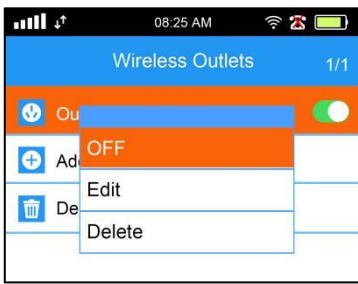 08:25 AM
Wireless Outlets 1/1
Ou
OFF
Ad
Edit
De
Delete